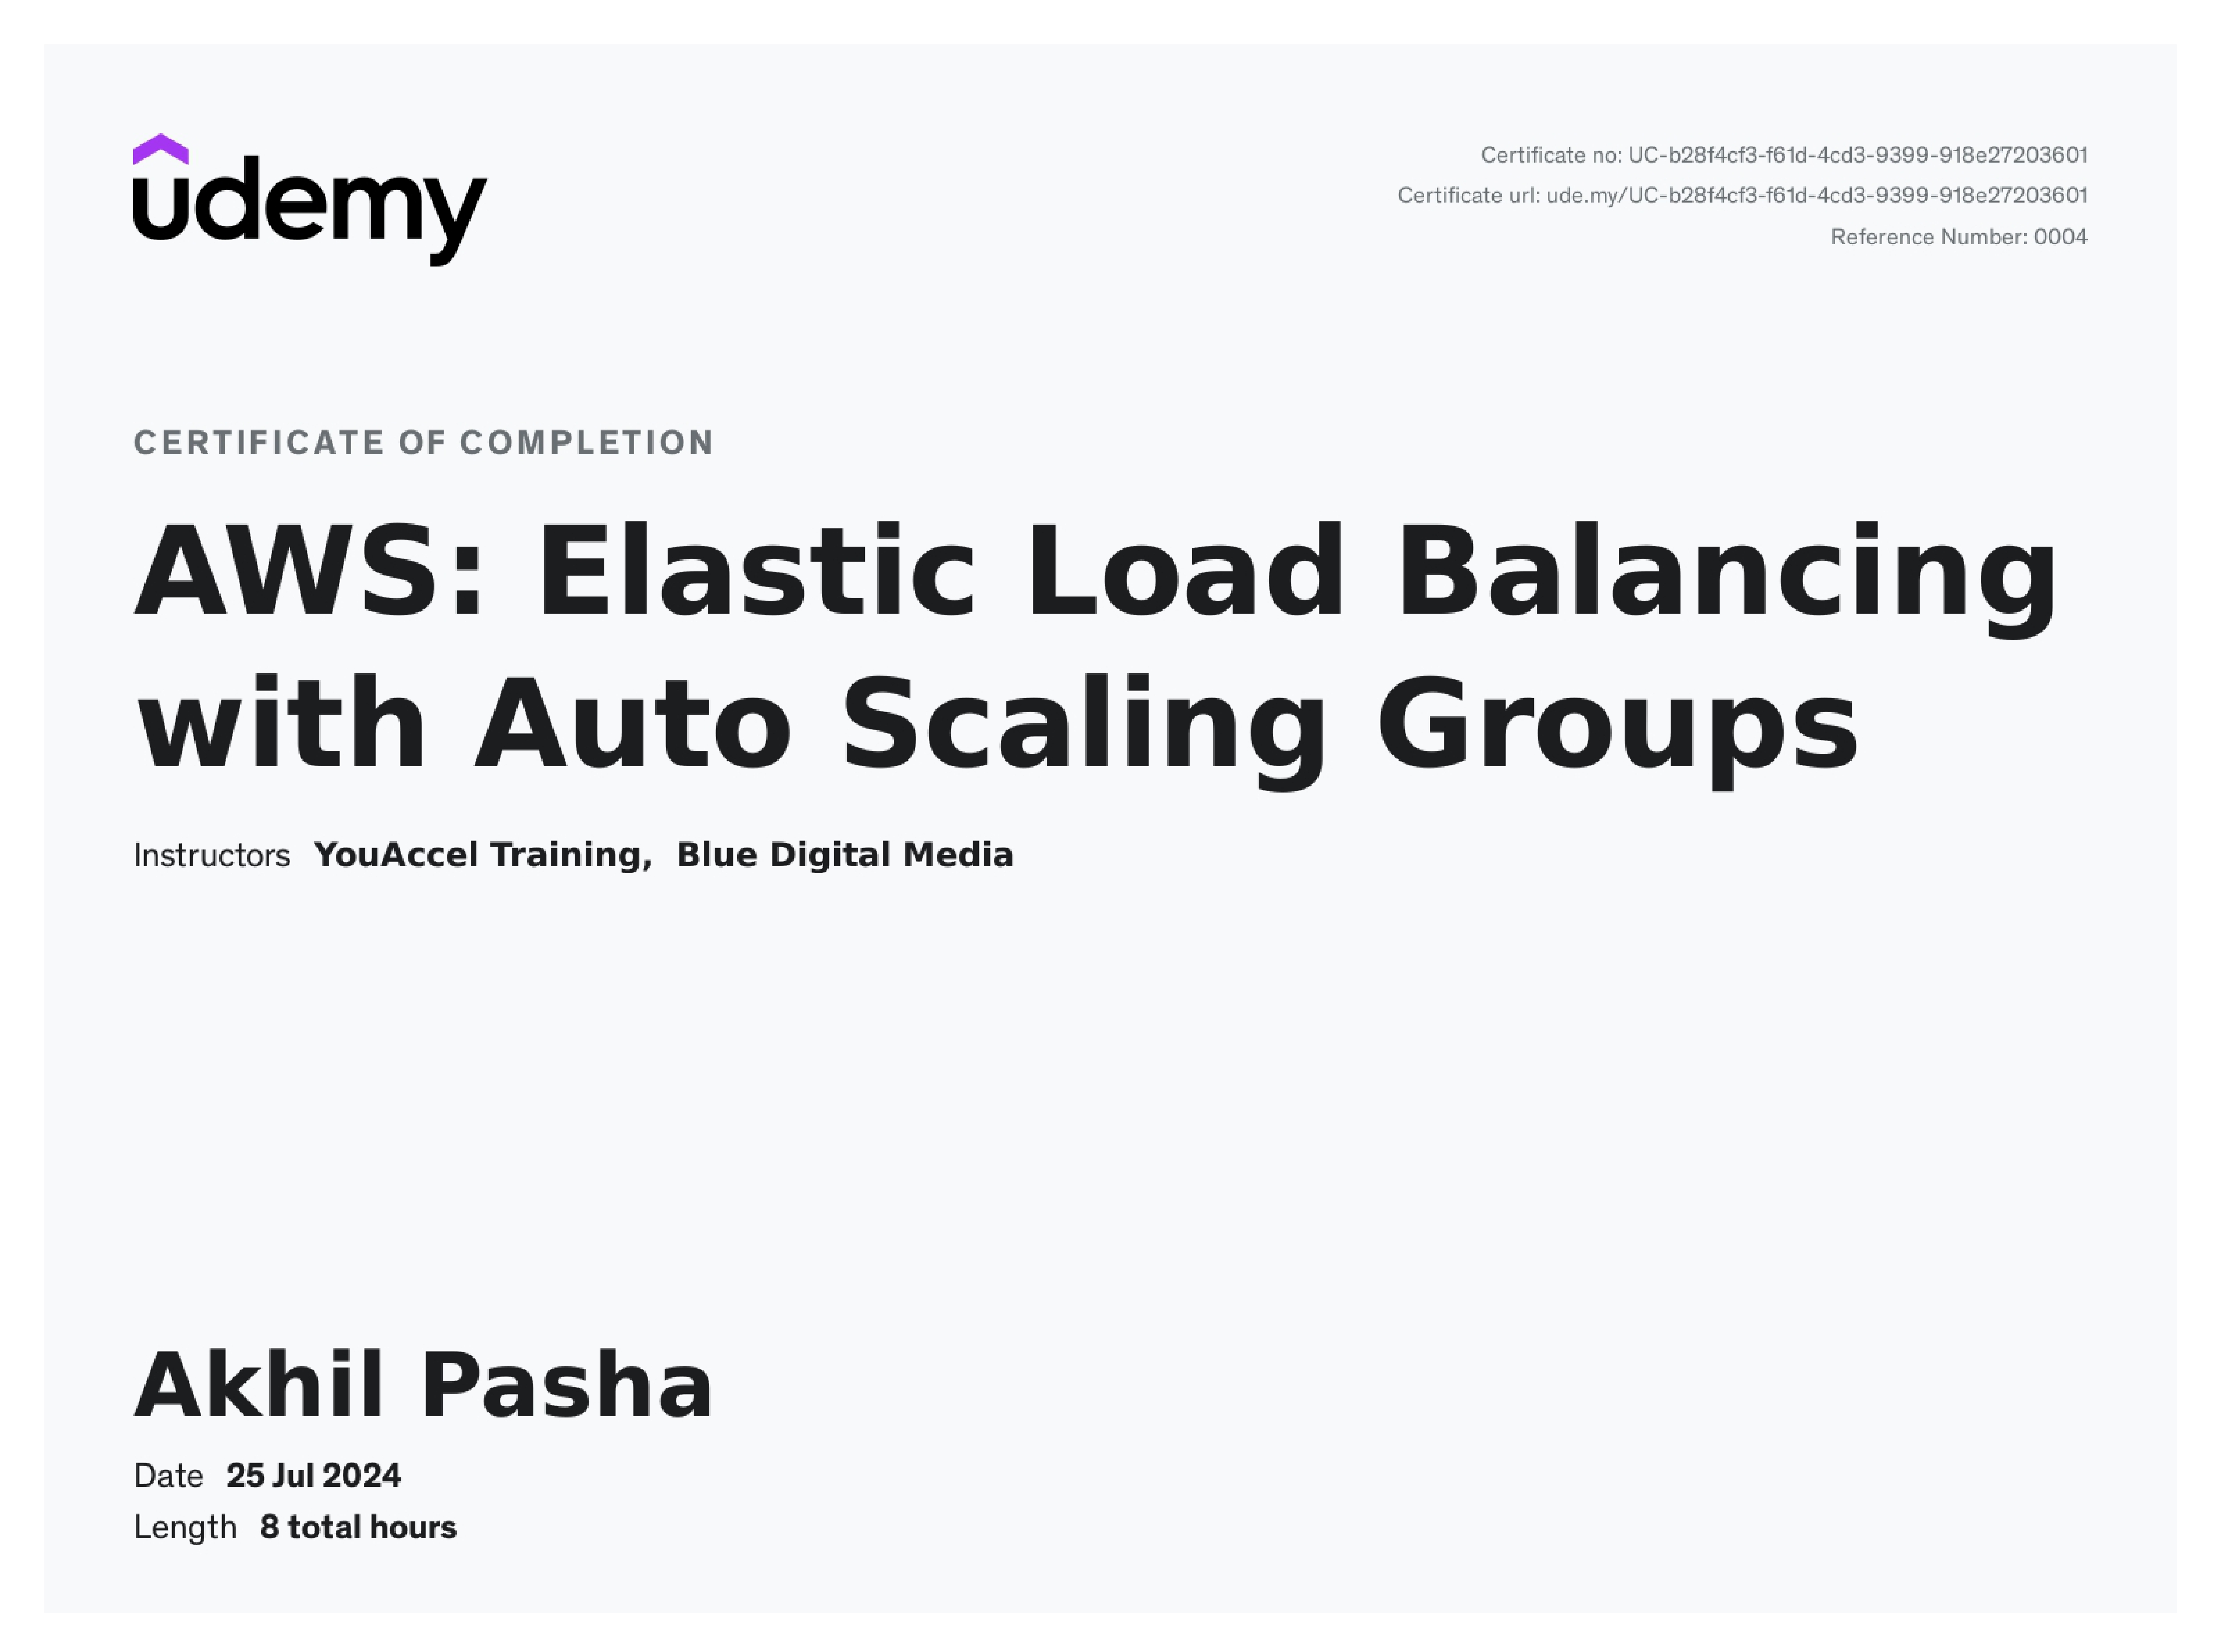 udemy
Certificate no: UC-b28f4cf3-f61d-4cd3-9399-918e27203601
Certificate url: ude.my/UC-b28f4cf3-f61d-4cd3-9399-918e27203601
Reference Number: 0004
CERTIFICATE OF COMPLETION
AWS: Elastic Load Balancing
with Auto Scaling Groups
Instructors YouAccel Training, Blue Digital Media
Akhil Pasha
Date 25 Jul 2024
Length 8 total hours